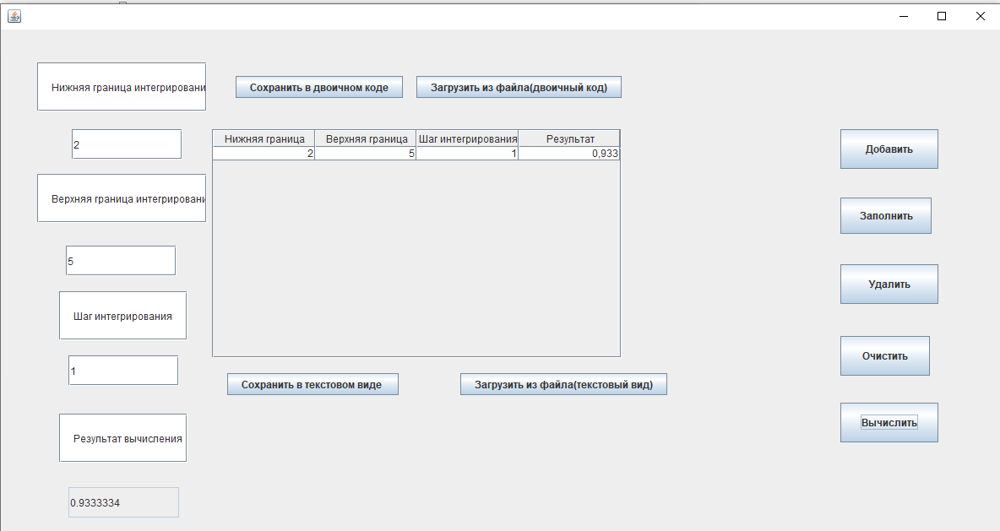 Нижняя граница интегрировани
Сохранить в двоичном коде
Загрузить из файла(двоичный код)
2
Нижняя граница Верхняя граница Шаг интегрирования Результат
2 5 1 0,933
Добавить
Верхняя граница интегрировани
Заполнить
5
Удалить
Шаг интегрирования
1
Очистить
Сохранить в текстовом виде
Загрузить из файла(текстовый вид)
Вычислить
Результат вычисления
0.9333334